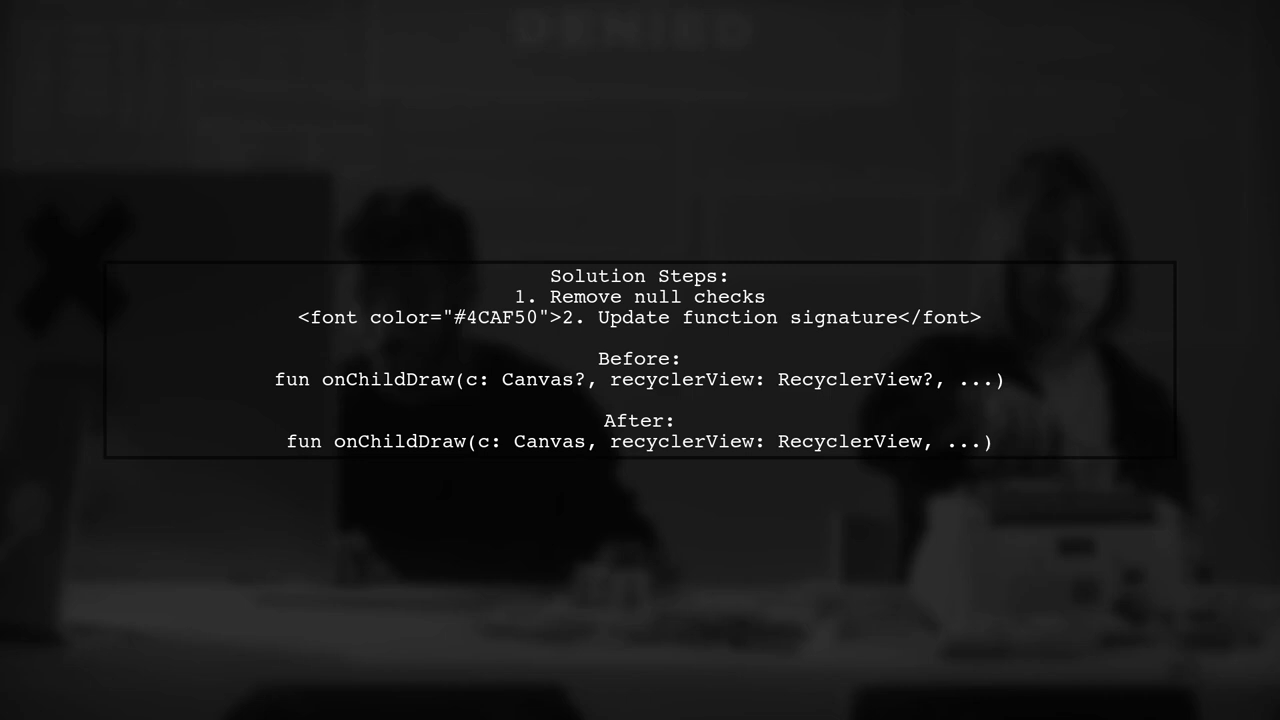 DENIED
Solution Steps:
1. Remove null checks
<font color="#4CAF50">2. Update function signature</font>
Before:
fun onChildDraw(c: Canvas?, recyclerView: RecyclerView?, ...)
After:
fun onChildDraw(c: Canvas, recyclerView: RecyclerView, ...)